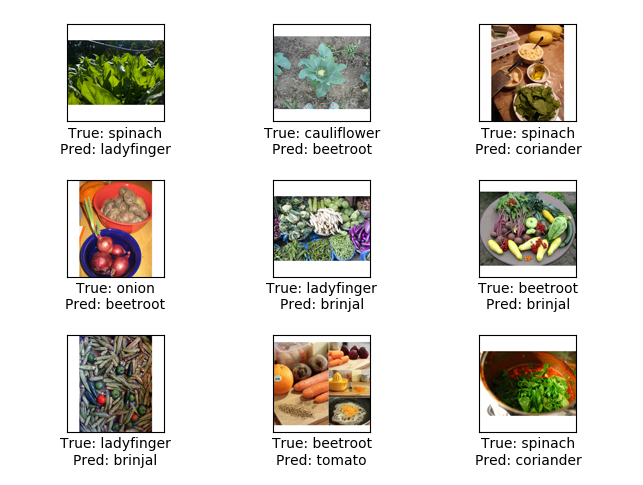 True: spinach
Pred: ladyfinger
True: cauliflower
Pred: beetroot
True: spinach
Pred: coriander
True: onion
Pred: beetroot
True: ladyfinger
Pred: brinjal
True: beetroot
Pred: brinjal
True: ladyfinger
Pred: brinjal
True: beetroot
Pred: tomato
True: spinach
Pred: coriander